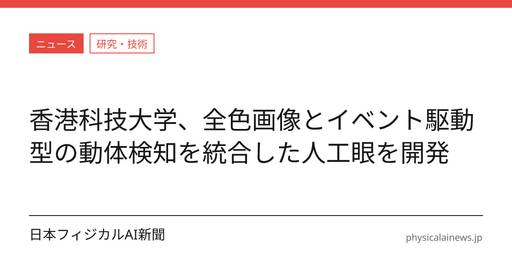 ニュース 研究・技術
香港科技大学、全色画像とイベント駆動
型の動体検知を統合した人工眼を開発
日本フィジカルAI新聞 physicalainews.jp